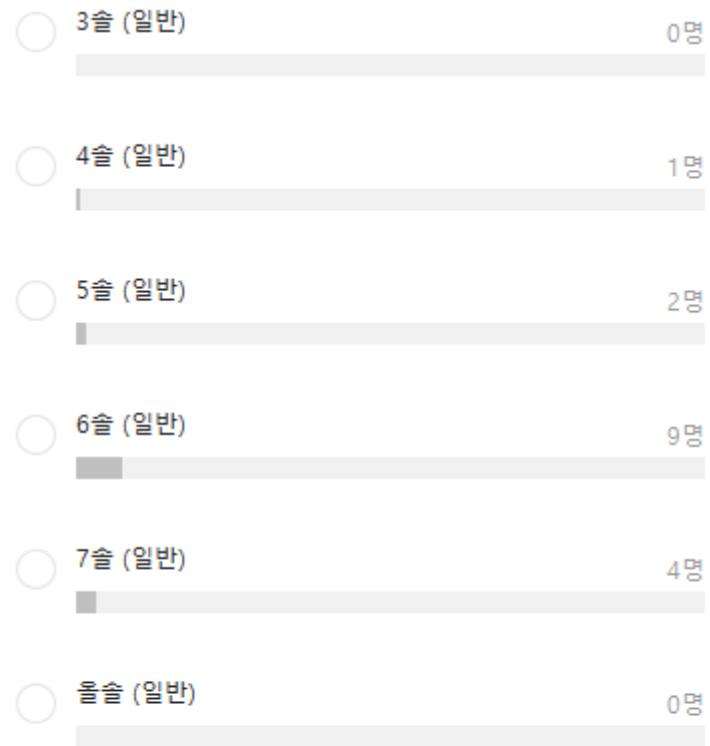 3솔 (일반)
0명
4솔 (일반)
1명
5솔 (일반)
2명
6솔 (일반)
9명
7솔 (일반)
4명
올솔 (일반)
0명